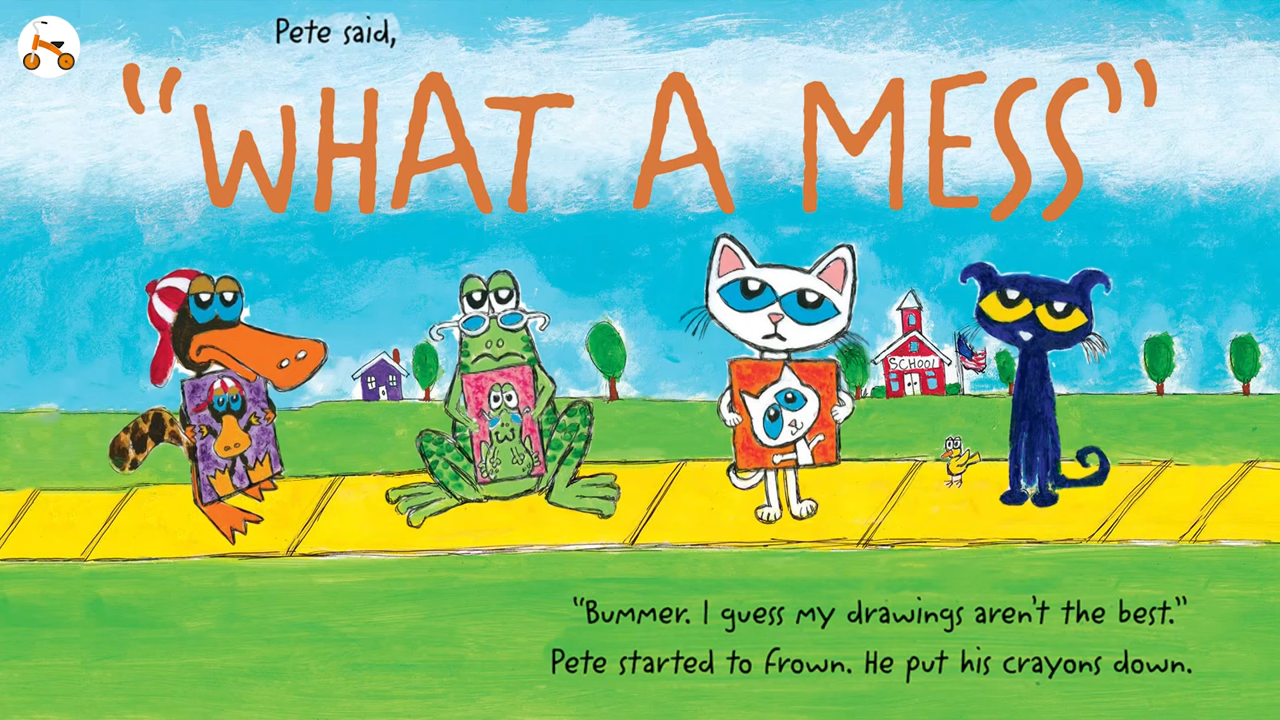 Pete said,
"WHAT A MESS"
SCHOOL
"Bummer. I guess my drawings aren't the best."
Pete started to frown. He put his crayons down.